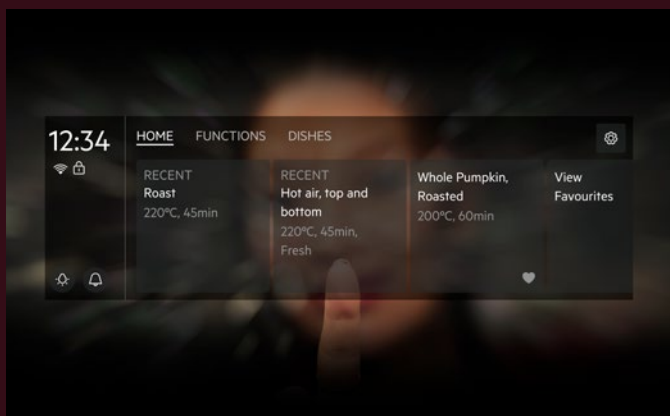 12:34
HOME FUNCTIONS DISHES
RECENT
Roast
220°C, 45min
RECENT
Hot air, top and
bottom
220°C, 45min,
Fresh
Whole Pumpkin,
Roasted
200°C, 60min
View
Favourites